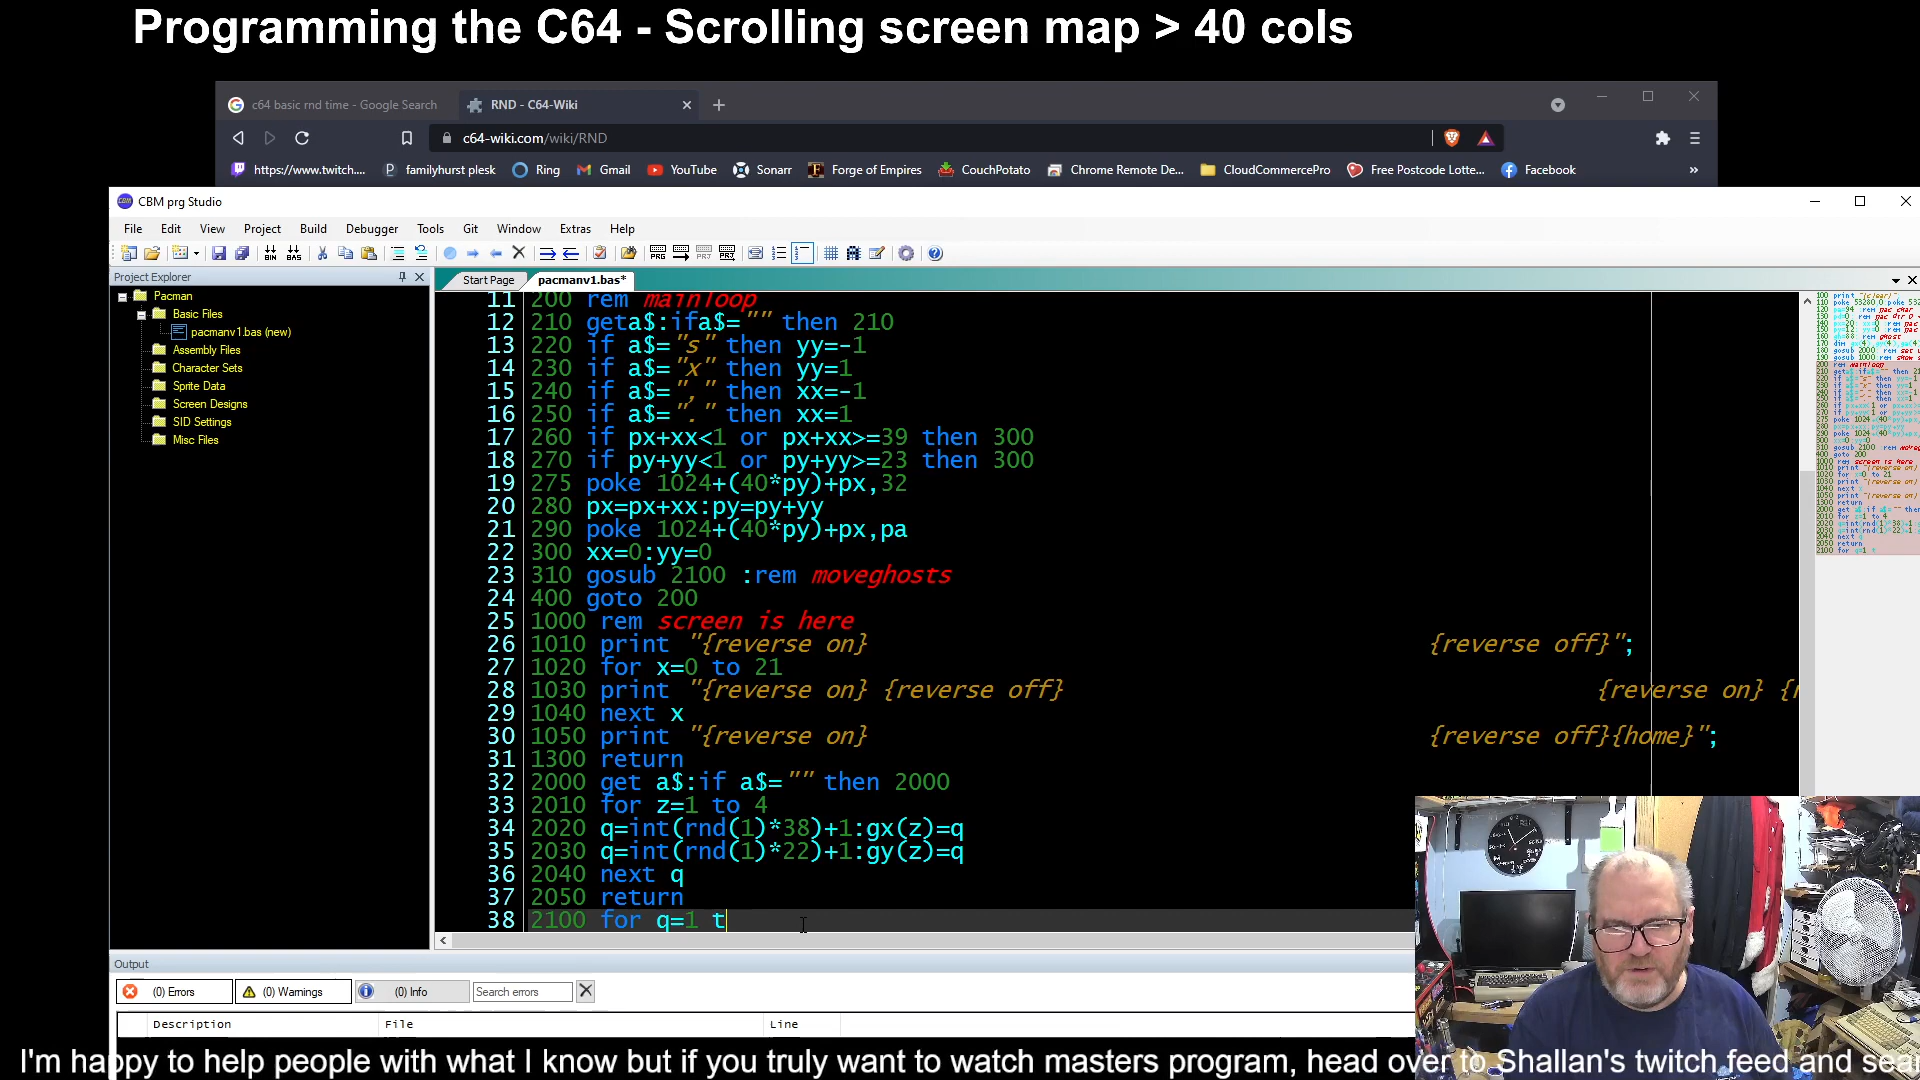 Programming the C64 - Scrolling screen map > 40 cols
c64 basic rnd time - Google Search
RND - C64-Wiki
c64-wiki.com/wiki/RND
https://www.twitch.... familyhurst plesk Ring Gmail YouTube Sonarr Forge of Empires CouchPotato Chrome Remote De... CloudCommercePro Free Postcode Lotte... Facebook »
CBM prg Studio
File Edit View Project Build Debugger Tools Git Window Extras Help
Project Explorer
Start Page pacmanv1.bas*
Pacman
Basic Files
pacmanv1.bas (new)
Assembly Files
Character Sets
Sprite Data
Screen Designs
SID Settings
Misc Files
11 200 rem mainloop
12 210 geta$:ifa$="" then 210
13 220 if a$="s" then yy=-1
14 230 if a$="x" then yy=1
15 240 if a$="," then xx=-1
16 250 if a$="." then xx=1
17 260 if px+xx<1 or px+xx>=39 then 300
18 270 if py+yy<1 or py+yy>=23 then 300
19 275 poke 1024+(40*py)+px,32
20 280 px=px+xx:py=py+yy
21 290 poke 1024+(40*py)+px,pa
22 300 xx=0:yy=0
23 310 gosub 2100 :rem moveghosts
24 400 goto 200
25 1000 rem screen is here
26 1010 print "{reverse on} {reverse off}";
27 1020 for x=0 to 21
28 1030 print "{reverse on} {reverse off} {reverse on} {r
29 1040 next x
30 1050 print "{reverse on} {reverse off}{home}";
31 1300 return
32 2000 get a$:if a$="" then 2000
33 2010 for z=1 to 4
34 2020 q=int(rnd(1)*38)+1:gx(z)=q
35 2030 q=int(rnd(1)*22)+1:gy(z)=q
36 2040 next q
37 2050 return
38 2100 for q=1 t
Output
(0) Errors (0) Warnings (0) Info Search errors
Description File Line
I'm happy to help people with what I know but if you truly want to watch masters program, head over to Shallan's twitch feed and sea